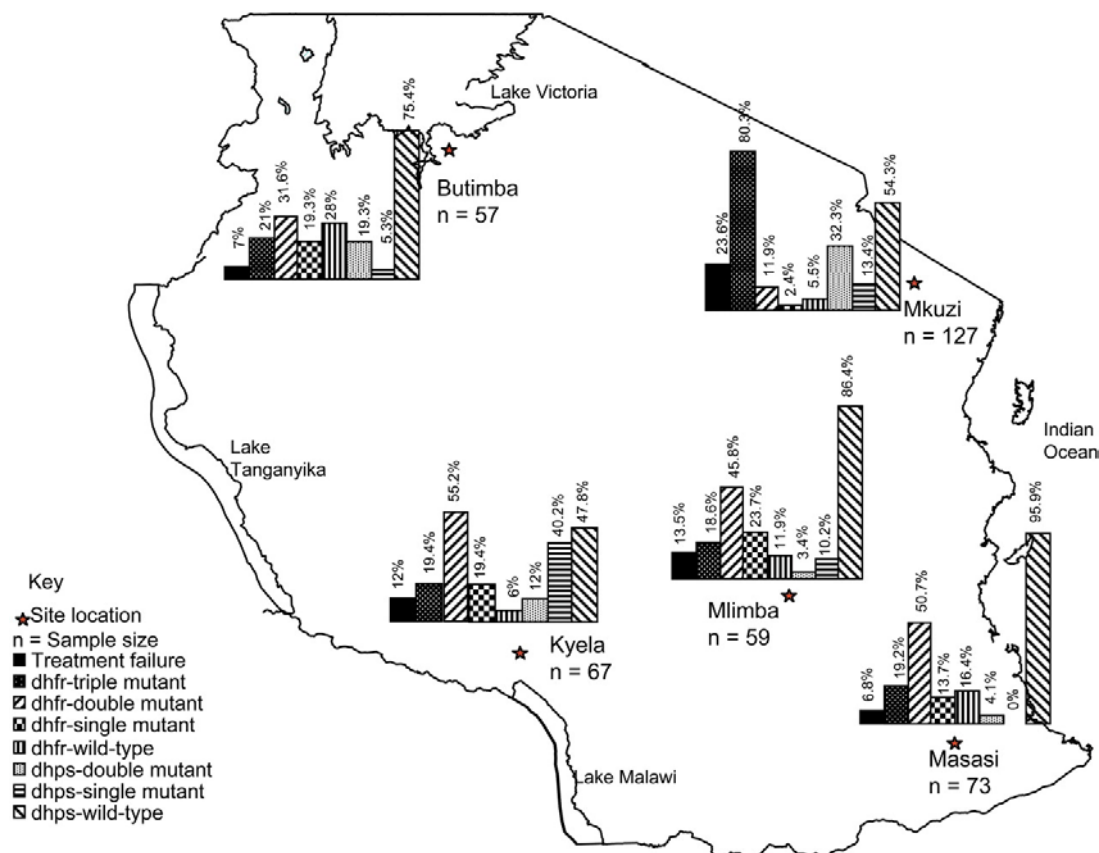 Lake Victoria
75.4%
7%
21%
31.6%
19.3%
28%
19.3%
5.3%
Butimba
n = 57
23.6%
80.3%
11.9%
2.4%
5.5%
32.3%
13.4%
54.3%
Mkuzi
n = 127
Lake
Tanganyika
Indian
Ocean
13.5%
18.6%
45.8%
23.7%
11.9%
3.4%
10.2%
86.4%
Mlimba
n = 59
12%
19.4%
55.2%
19.4%
6%
12%
40.2%
47.8%
Kyela
n = 67
6.8%
19.2%
50.7%
13.7%
16.4%
4.1%
0%
95.9%
Masasi
n = 73
Lake Malawi
Key
Site location
n = Sample size
Treatment failure
dhfr-triple mutant
dhfr-double mutant
dhfr-single mutant
dhfr-wild-type
dhps-double mutant
dhps-single mutant
dhps-wild-type